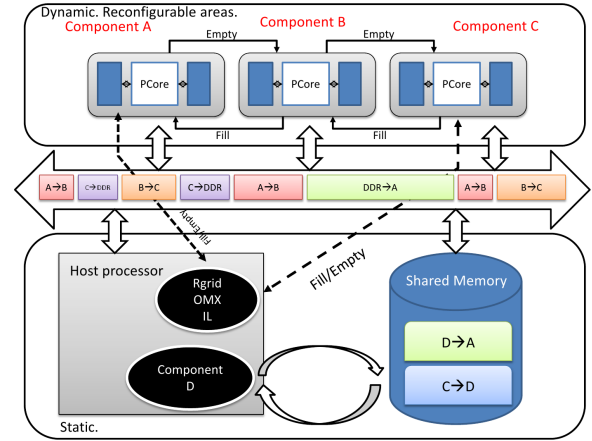 Dynamic. Reconfigurable areas.
Component A
Component B
Component C
Empty
Empty
PCore
PCore
PCore
Fill
Fill
A→B
C→DDR
B→C
C→DDR
A→B
DDR→A
A→B
B→C
Fill/Empty
Fill/Empty
Host processor
Rgrid
OMX
IL
Component
D
Shared Memory
D→A
C→D
Static.